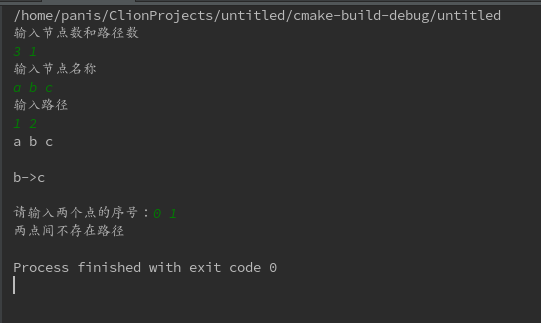 /home/panis/ClionProjects/untitled/cmake-build-debug/untitled
输入节点数和路径数
3 1
输入节点名称
a b c
输入路径
1 2
a b c
b->c
请输入两个点的序号：0 1
两点间不存在路径
Process finished with exit code 0